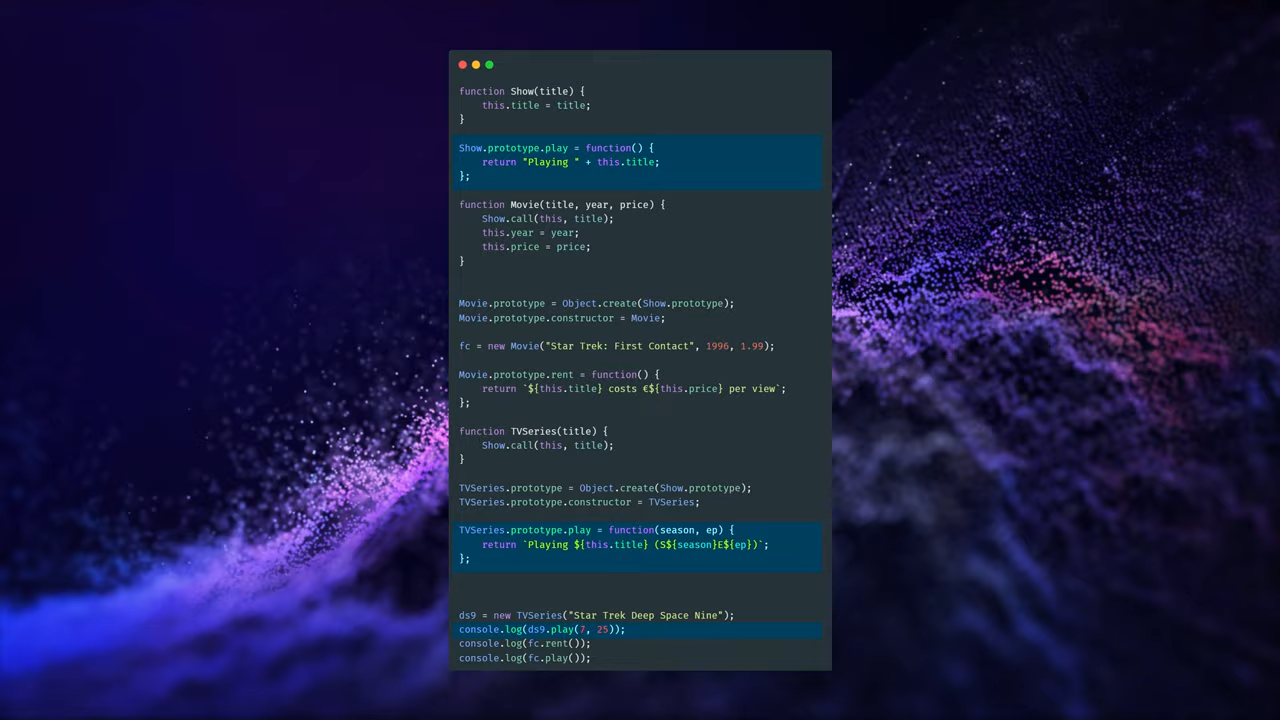 function Show(title) {
    this.title = title;
}
Show.prototype.play = function() {
    return "Playing " + this.title;
};
function Movie(title, year, price) {
    Show.call(this, title);
    this.year = year;
    this.price = price;
}
Movie.prototype = Object.create(Show.prototype);
Movie.prototype.constructor = Movie;
fc = new Movie("Star Trek: First Contact", 1996, 1.99);
Movie.prototype.rent = function() {
    return `${this.title} costs €${this.price} per view`;
};
function TVSeries(title) {
    Show.call(this, title);
}
TVSeries.prototype = Object.create(Show.prototype);
TVSeries.prototype.constructor = TVSeries;
TVSeries.prototype.play = function(season, ep) {
    return `Playing ${this.title} (S${season}E${ep})`;
};
ds9 = new TVSeries("Star Trek Deep Space Nine");
console.log(ds9.play(7, 25));
console.log(fc.rent());
console.log(fc.play());